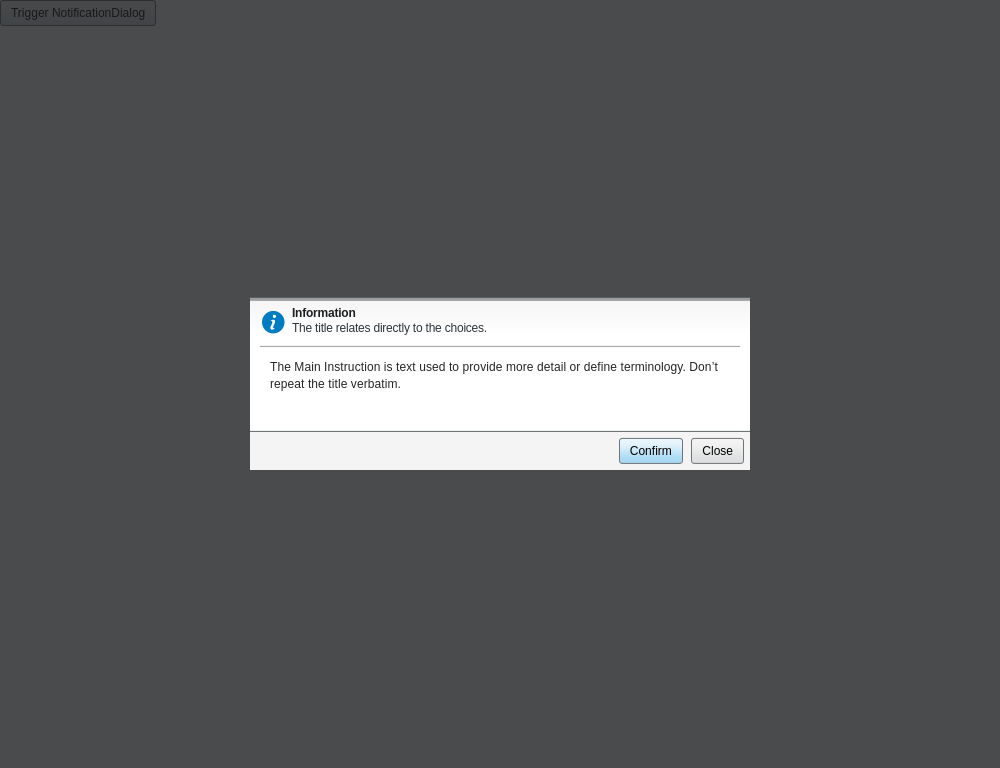 Trigger NotificationDialog
Information
The title relates directly to the choices.
The Main Instruction is text used to provide more detail or define terminology. Don’t
repeat the title verbatim.
Confirm Close